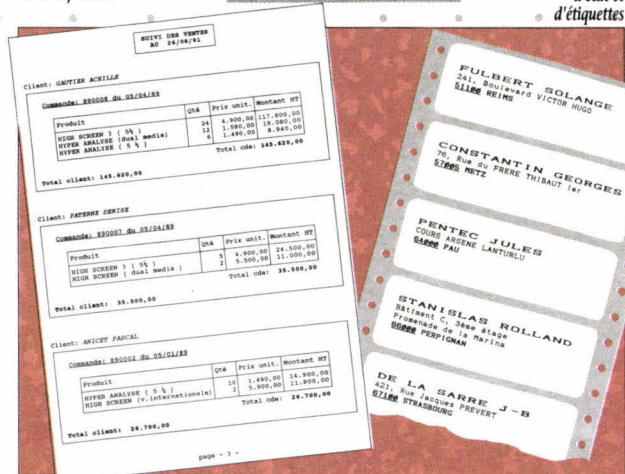 d'étiquettes
SUIVI DES VENTES
AU 26/08/91
Client: GAUTIER ACHILLE
Commande: 890008 du 05/04/89
Produit Qté Prix unit. Montant HT
HIGH SCREEN 3 ( 5¼ ) 24 4.900,00 117.600,00
HYPER ANALYSE (dual media) 12 1.590,00 19.080,00
HYPER ANALYSE ( 5 ¼ ) 6 1.490,00 8.940,00
Total cde: 145.620,00
Total client: 145.620,00
Client: PATERNE DENISE
Commande: 890007 du 05/04/89
Produit Qté Prix unit. Montant HT
HIGH SCREEN 3 ( 5¼ ) 5 4.900,00 24.500,00
HIGH SCREEN ( dual media ) 2 5.500,00 11.000,00
Total cde: 35.500,00
Total client: 35.500,00
Client: ANICET PASCAL
Commande: 890002 du 05/01/89
Produit Qté Prix unit. Montant HT
HYPER ANALYSE ( 5 ¼ ) 10 1.490,00 14.900,00
HIGH SCREEN (v.internationale) 2 5.900,00 11.800,00
Total cde: 26.700,00
Total client: 26.700,00
page - 3 -
FULBERT SOLANGE
241, Boulevard VICTOR HUGO
51100 REIMS
CONSTANTIN GEORGES
76, Rue du FRERE THIBAUT 1er
57005 METZ
PENTEC JULES
COURS ARSENE LANTURLU
64000 PAU
STANISLAS ROLLAND
Bâtiment C, 3ème étage
Promenade de la Marina
66000 PERPIGNAN
DE LA SARRE J-B
421, Rue Jacques PREVERT
67100 STRASBOURG